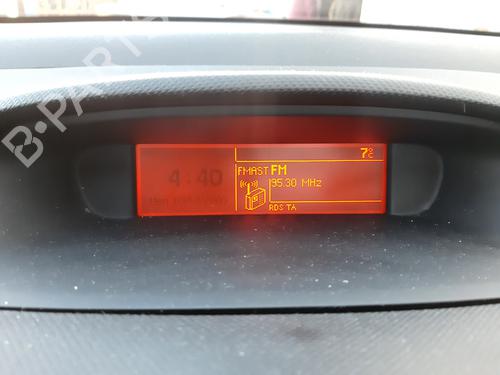 B-PARTS
7°C
4:40
FMAST FM
95.30 MHz
RDS TA